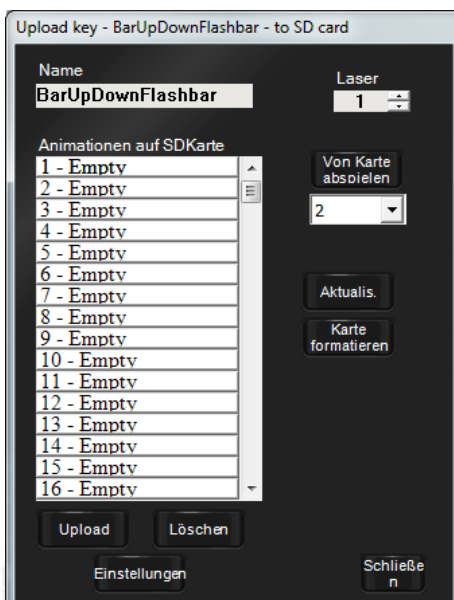 Upload key - BarUpDownFlashbar - to SD card
Name
BarUpDownFlashbar
Laser
1
Animationen auf SDKarte
1 - Empty
2 - Empty
3 - Empty
4 - Empty
5 - Empty
6 - Empty
7 - Empty
8 - Empty
9 - Empty
10 - Empty
11 - Empty
12 - Empty
13 - Empty
14 - Empty
15 - Empty
16 - Empty
Von Karte
abspielen
2
Aktualis.
Karte
formatieren
Upload
Löschen
Einstellungen
Schließe
n